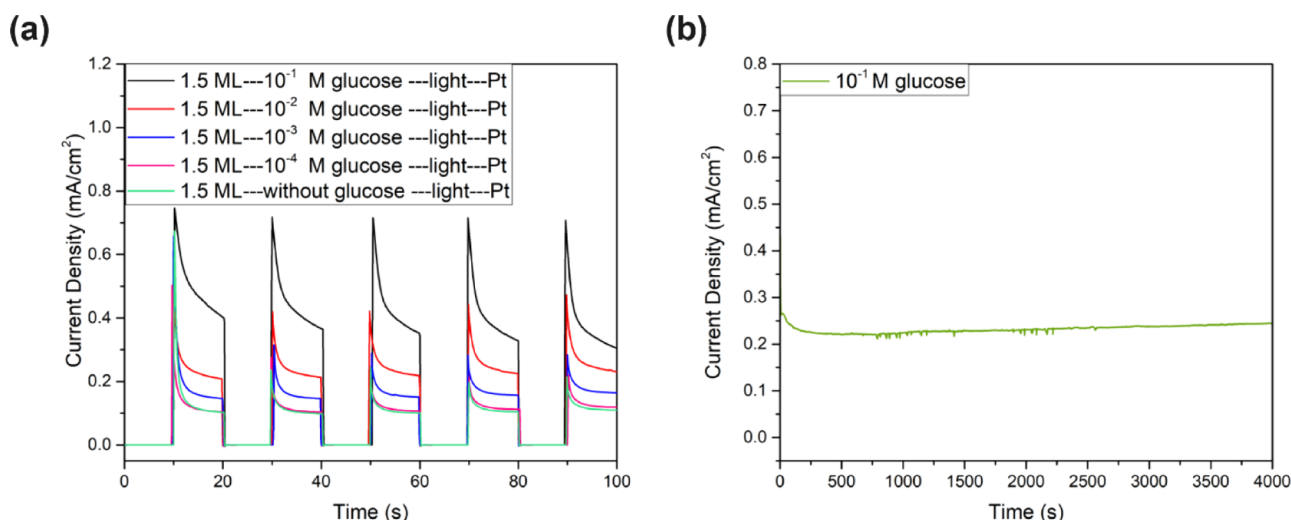 (a)
1.2
1.0
0.8
0.6
0.4
0.2
0.0
Current Density (mA/cm²)
1.5 ML---10⁻¹ M glucose ---light---Pt
1.5 ML---10⁻² M glucose ---light---Pt
1.5 ML---10⁻³ M glucose ---light---Pt
1.5 ML---10⁻⁴ M glucose ---light---Pt
1.5 ML---without glucose ---light---Pt
0 20 40 60 80 100
Time (s)
(b)
0.8
0.7
0.6
0.5
0.4
0.3
0.2
0.1
0.0
Current Density (mA/cm²)
10⁻¹ M glucose
0 500 1000 1500 2000 2500 3000 3500 4000
Time (s)